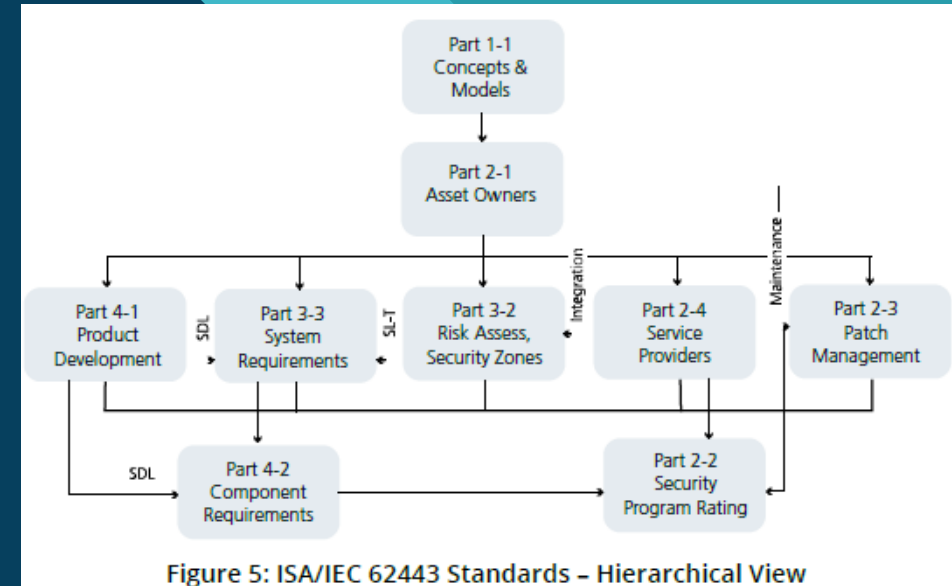 Part 1-1
Concepts &
Models
Part 2-1
Asset Owners
Integration
Maintenance
Part 4-1
Product
Development
SDL
Part 3-3
System
Requirements
SL-T
Part 3-2
Risk Assess,
Security Zones
Part 2-4
Service
Providers
Part 2-3
Patch
Management
SDL
Part 4-2
Component
Requirements
Part 2-2
Security
Program Rating
Figure 5: ISA/IEC 62443 Standards – Hierarchical View